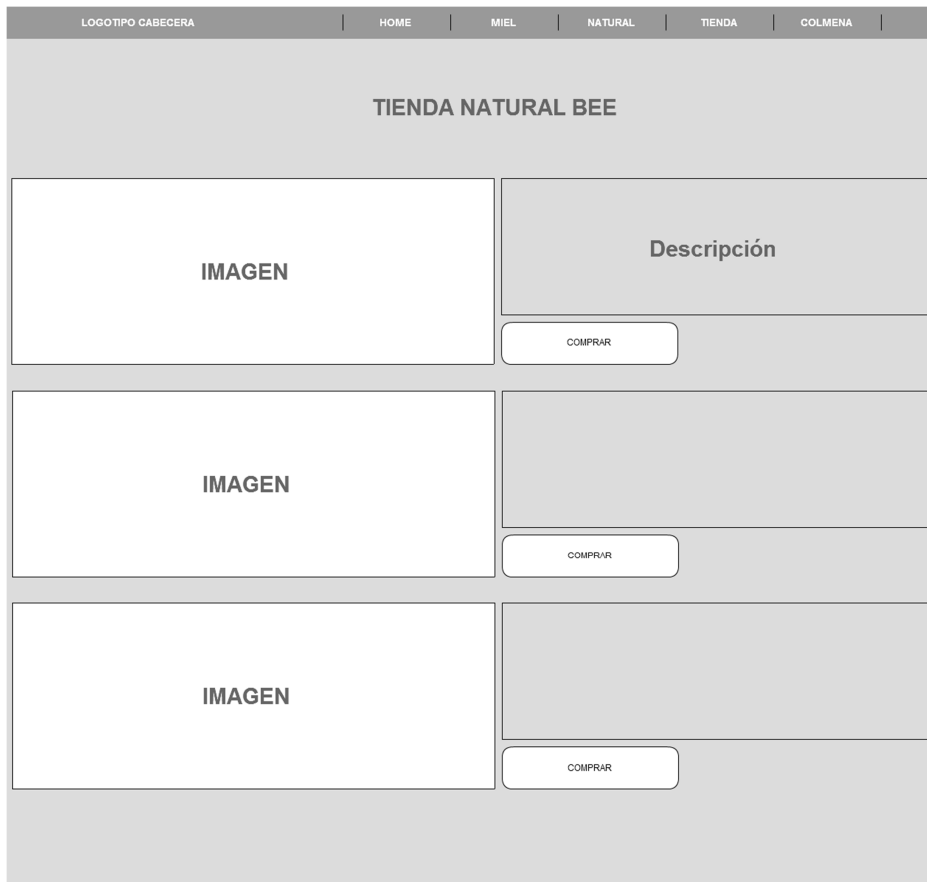 LOGOTIPO CABECERA HOME MIEL NATURAL TIENDA COLMENA
TIENDA NATURAL BEE
IMAGEN
Descripción
COMPRAR
IMAGEN
COMPRAR
IMAGEN
COMPRAR